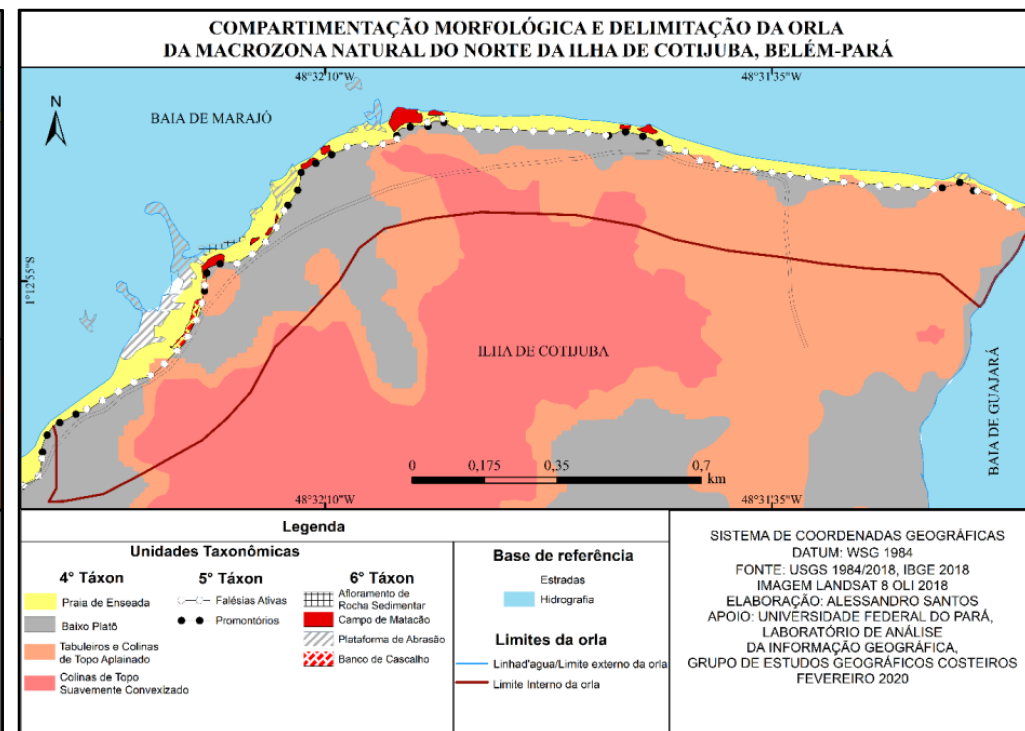 COMPARTIMENTAÇÃO MORFOLÓGICA E DELIMITAÇÃO DA ORLA
DA MACROZONA NATURAL DO NORTE DA ILHA DE COTIJUBA, BELÉM-PARÁ
48°32'10"W
48°31'35"W
N
BAIA DE MARAJÓ
1°12'55"S
ILHA DE COTIJUBA
BAIA DE GUAJARÁ
0 0,175 0,35 0,7
km
48°32'10"W
48°31'35"W
Legenda
Unidades Taxonômicas
4° Táxon
Praia de Enseada
Baixo Platô
Tabuleiros e Colinas
de Topo Aplainado
Colinas de Topo
Suavemente Convexizado
5° Táxon
Falésias Ativas
Promontórios
6° Táxon
Afloramento de
Rocha Sedimentar
Campo de Matacão
Plataforma de Abrasão
Banco de Cascalho
Base de referência
Estradas
Hidrografia
Limites da orla
Linhad'agua/Limite externo da orla
Limite Interno da orla
SISTEMA DE COORDENADAS GEOGRÁFICAS
DATUM: WSG 1984
FONTE: USGS 1984/2018, IBGE 2018
IMAGEM LANDSAT 8 OLI 2018
ELABORAÇÃO: ALESSANDRO SANTOS
APOIO: UNIVERSIDADE FEDERAL DO PARÁ,
LABORATÓRIO DE ANÁLISE
DA INFORMAÇÃO GEOGRÁFICA,
GRUPO DE ESTUDOS GEOGRÁFICOS COSTEIROS
FEVEREIRO 2020